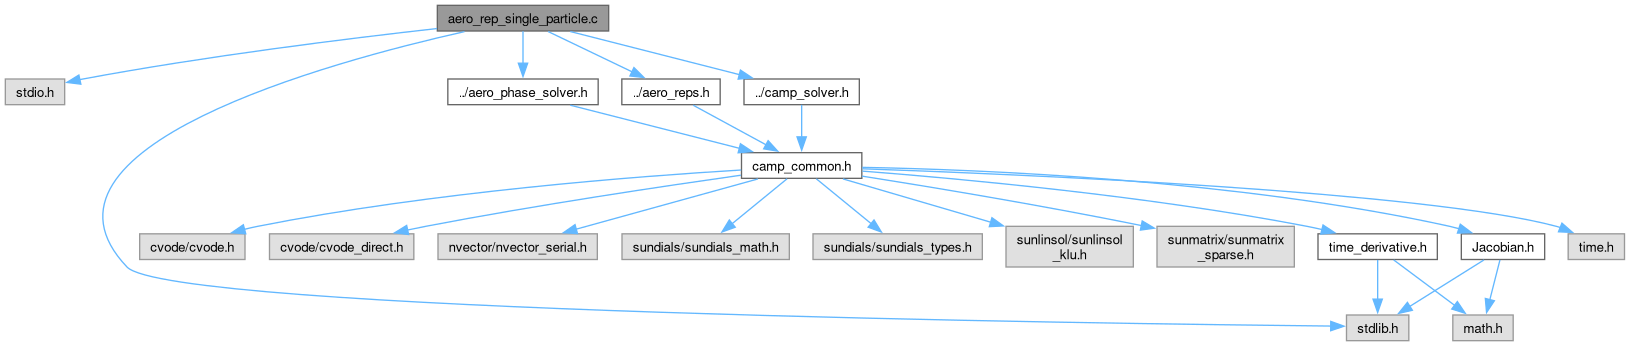 aero_rep_single_particle.c
stdio.h
../aero_phase_solver.h
../aero_reps.h
../camp_solver.h
camp_common.h
cvode/cvode.h
cvode/cvode_direct.h
nvector/nvector_serial.h
sundials/sundials_math.h
sundials/sundials_types.h
sunlinsol/sunlinsol
_klu.h
sunmatrix/sunmatrix
_sparse.h
time_derivative.h
Jacobian.h
time.h
stdlib.h
math.h